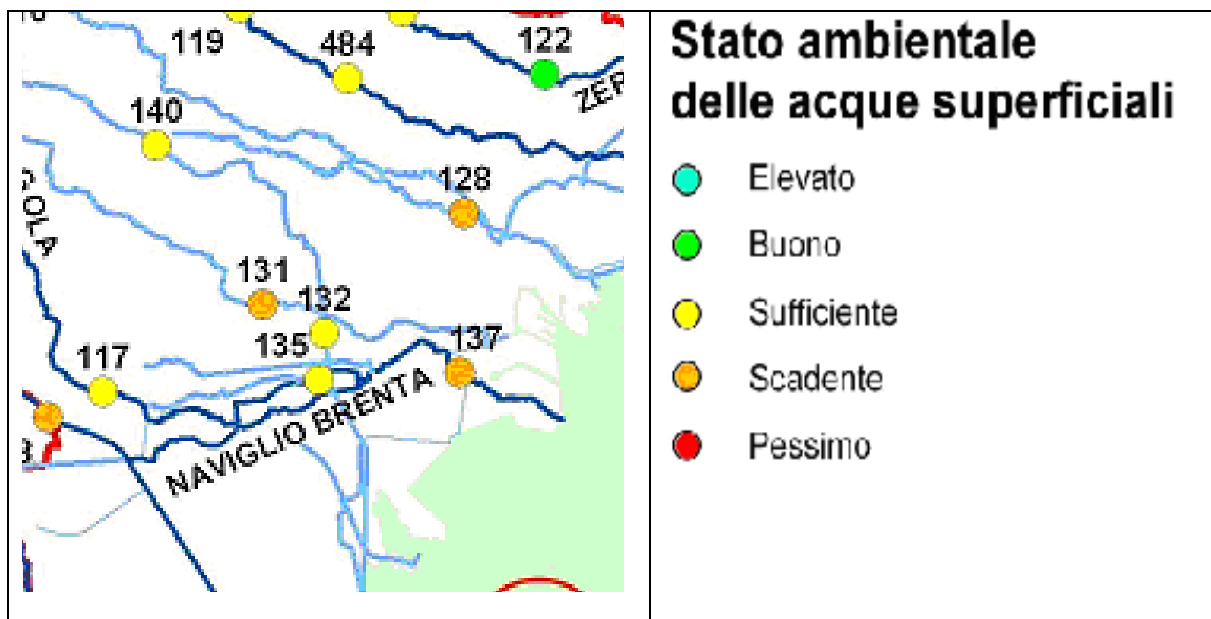 119
484
122
ZER
140
128
GOLA
131
132
135
137
117
NAVIGLIO BRENTA
Stato ambientale
delle acque superficiali
Elevato
Buono
Sufficiente
Scadente
Pessimo